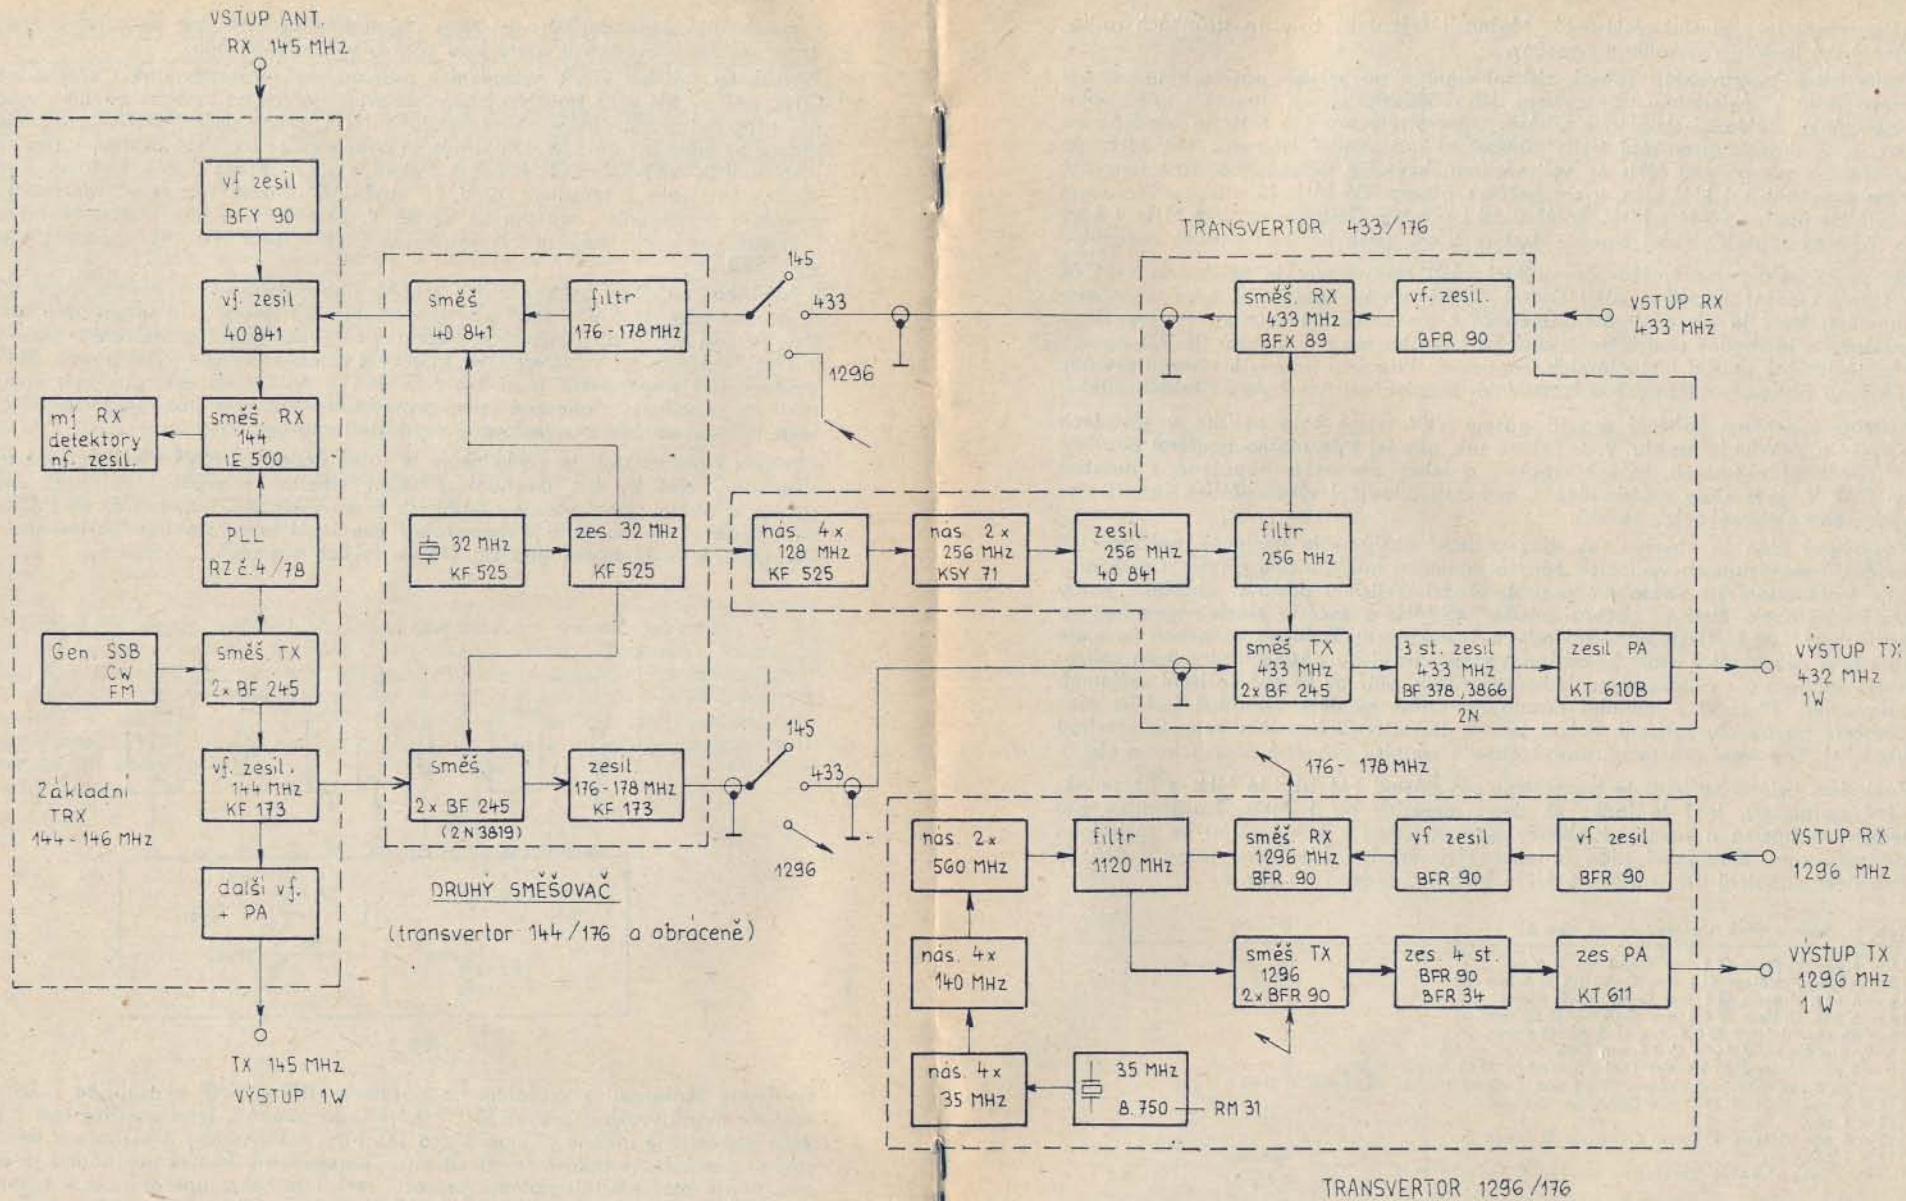 VSTUP ANT.
RX 145 MHz
vf zesil
BFY 90
vf. zesil
40 841
směš. RX
144
IE 500
mf RX
detektory
nf. zesil.
PLL
RZ č. 4/78
Gen. SSB
CW
FM
směš. TX
2x BF 245
vf. zesil.
144 MHz
KF 173
Základní
TRX
144-146 MHz
další vf.
+ PA
TX 145 MHz
VÝSTUP 1W
směš
40 841
filtr
176-178 MHz
32 MHz
KF 525
zes. 32 MHz
KF 525
směš.
2x BF 245
(2N3819)
zesil.
176-178 MHz
KF 173
DRUHÝ SMĚŠOVAČ
(transvertor 144/176 a obráceně)
145
433
1296
145
433
1296
TRANSVERTOR 433/176
směš. RX
433 MHz
BFX 89
vf. zesil.
BFR 90
VSTUP RX
433 MHz
nás. 4x
128 MHz
KF 525
nás 2x
256 MHz
KSY 71
zesil.
256 MHz
40 841
filtr
256 MHz
směš TX
433 MHz
2x BF 245
3 st. zesil
433 MHz
BF 378, 3866
2N
zesil PA
KT 610B
VÝSTUP TX
432 MHz
1W
176- 178 MHz
nás. 2x
560 MHz
filtr
1120 MHz
směš RX
1296 MHz
BFR 90
vf zesil
BFR 90
vf zesil
BFR 90
VSTUP RX
1296 MHz
nás. 4x
140 MHz
směš. TX
1296
2x BFR 90
zes. 4 st.
BFR 90
BFR 34
zes. PA
KT 611
VÝSTUP TX
1296 MHz
1 W
nás. 4x
35 MHz
35 MHz
8.750 RM 31
TRANSVERTOR 1296/176